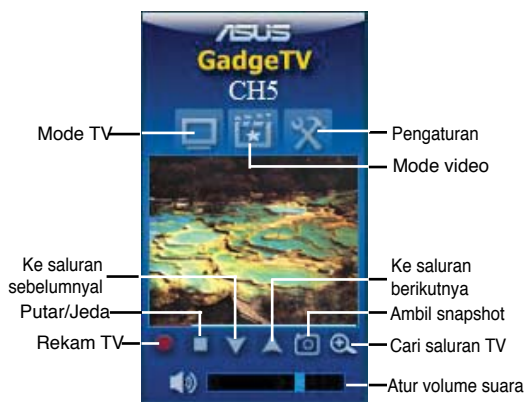 ASUS
GadgeTV
CH5
Mode TV
Pengaturan
Mode video
Ke saluran
sebelumnyal
Ke saluran
berikutnya
Putar/Jeda
Ambil snapshot
Rekam TV
Cari saluran TV
Atur volume suara